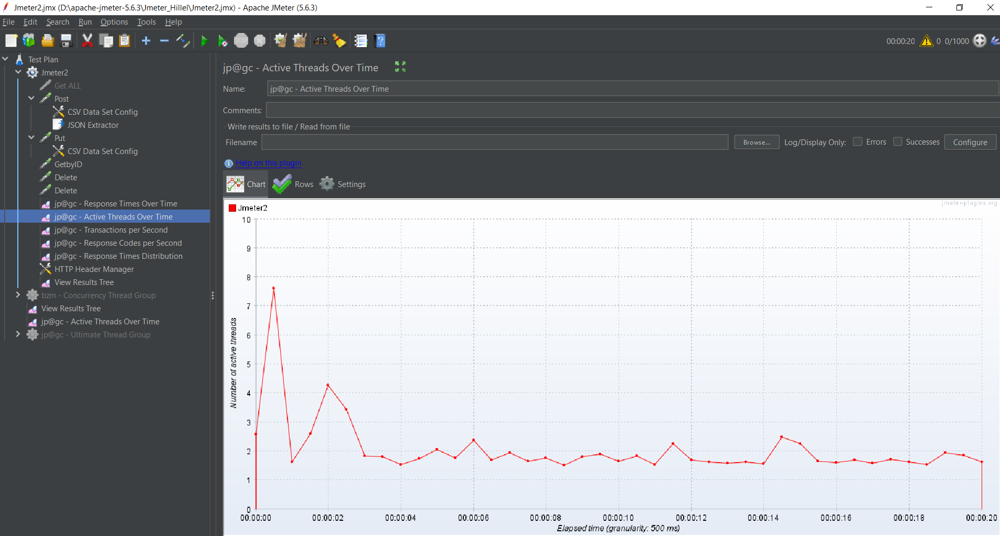 Jmeter2.jmx (D:\apache-jmeter-5.6.3\Jmeter_Hillel\Jmeter2.jmx) - Apache JMeter (5.6.3)
File Edit Search Run Options Tools Help
STOP
?
00:00:20 0 0/1000
Test Plan
Jmeter2
Get ALL
Post
CSV Data Set Config
JSON Extractor
Put
CSV Data Set Config
GetbyID
Delete
Delete
jp@gc - Response Times Over Time
jp@gc - Active Threads Over Time
jp@gc - Transactions per Second
jp@gc - Response Codes per Second
jp@gc - Response Times Distribution
HTTP Header Manager
View Results Tree
bzm - Concurrency Thread Group
View Results Tree
jp@gc - Active Threads Over Time
jp@gc - Ultimate Thread Group
jp@gc - Active Threads Over Time
Name: jp@gc - Active Threads Over Time
Comments:
Write results to file / Read from file
Filename Browse... Log/Display Only: Errors Successes Configure
Help on this plugin
Chart Rows Settings
jmeter-plugins.org
Jmeter2
10
9
8
7
6
5
4
3
2
1
0
Number of active threads
00:00:00 00:00:02 00:00:04 00:00:06 00:00:08 00:00:10 00:00:12 00:00:14 00:00:16 00:00:18 00:00:20
Elapsed time (granularity: 500 ms)